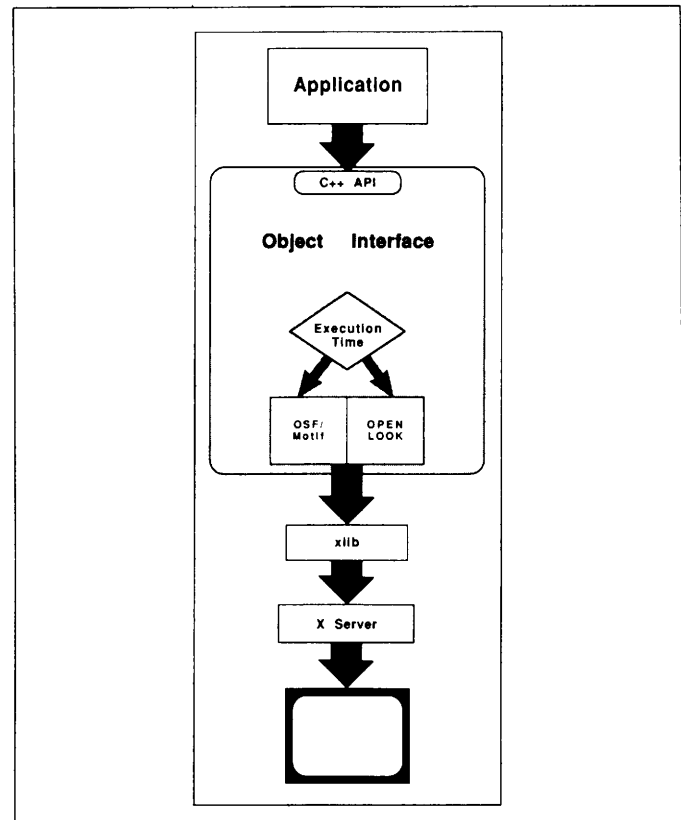 Application
C++ API
Object Interface
Execution
Time
OSF/
Motif
OPEN
LOOK
xlib
X Server